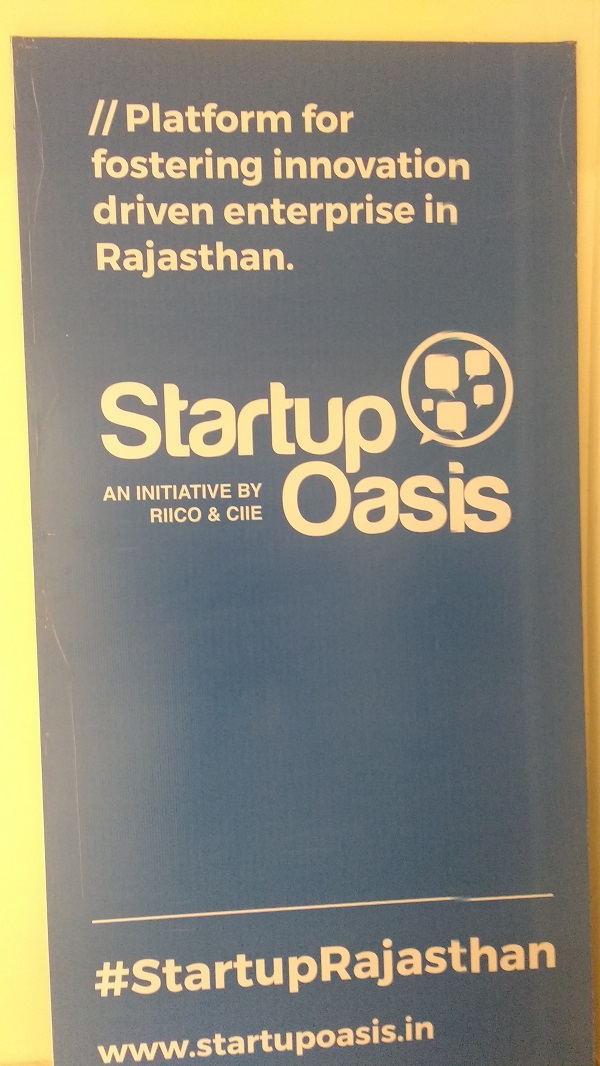 // Platform for
fostering innovation
driven enterprise in
Rajasthan.
Startup
Oasis
AN INITIATIVE BY
RIICO & CIIE
#StartupRajasthan
www.startupoasis.in